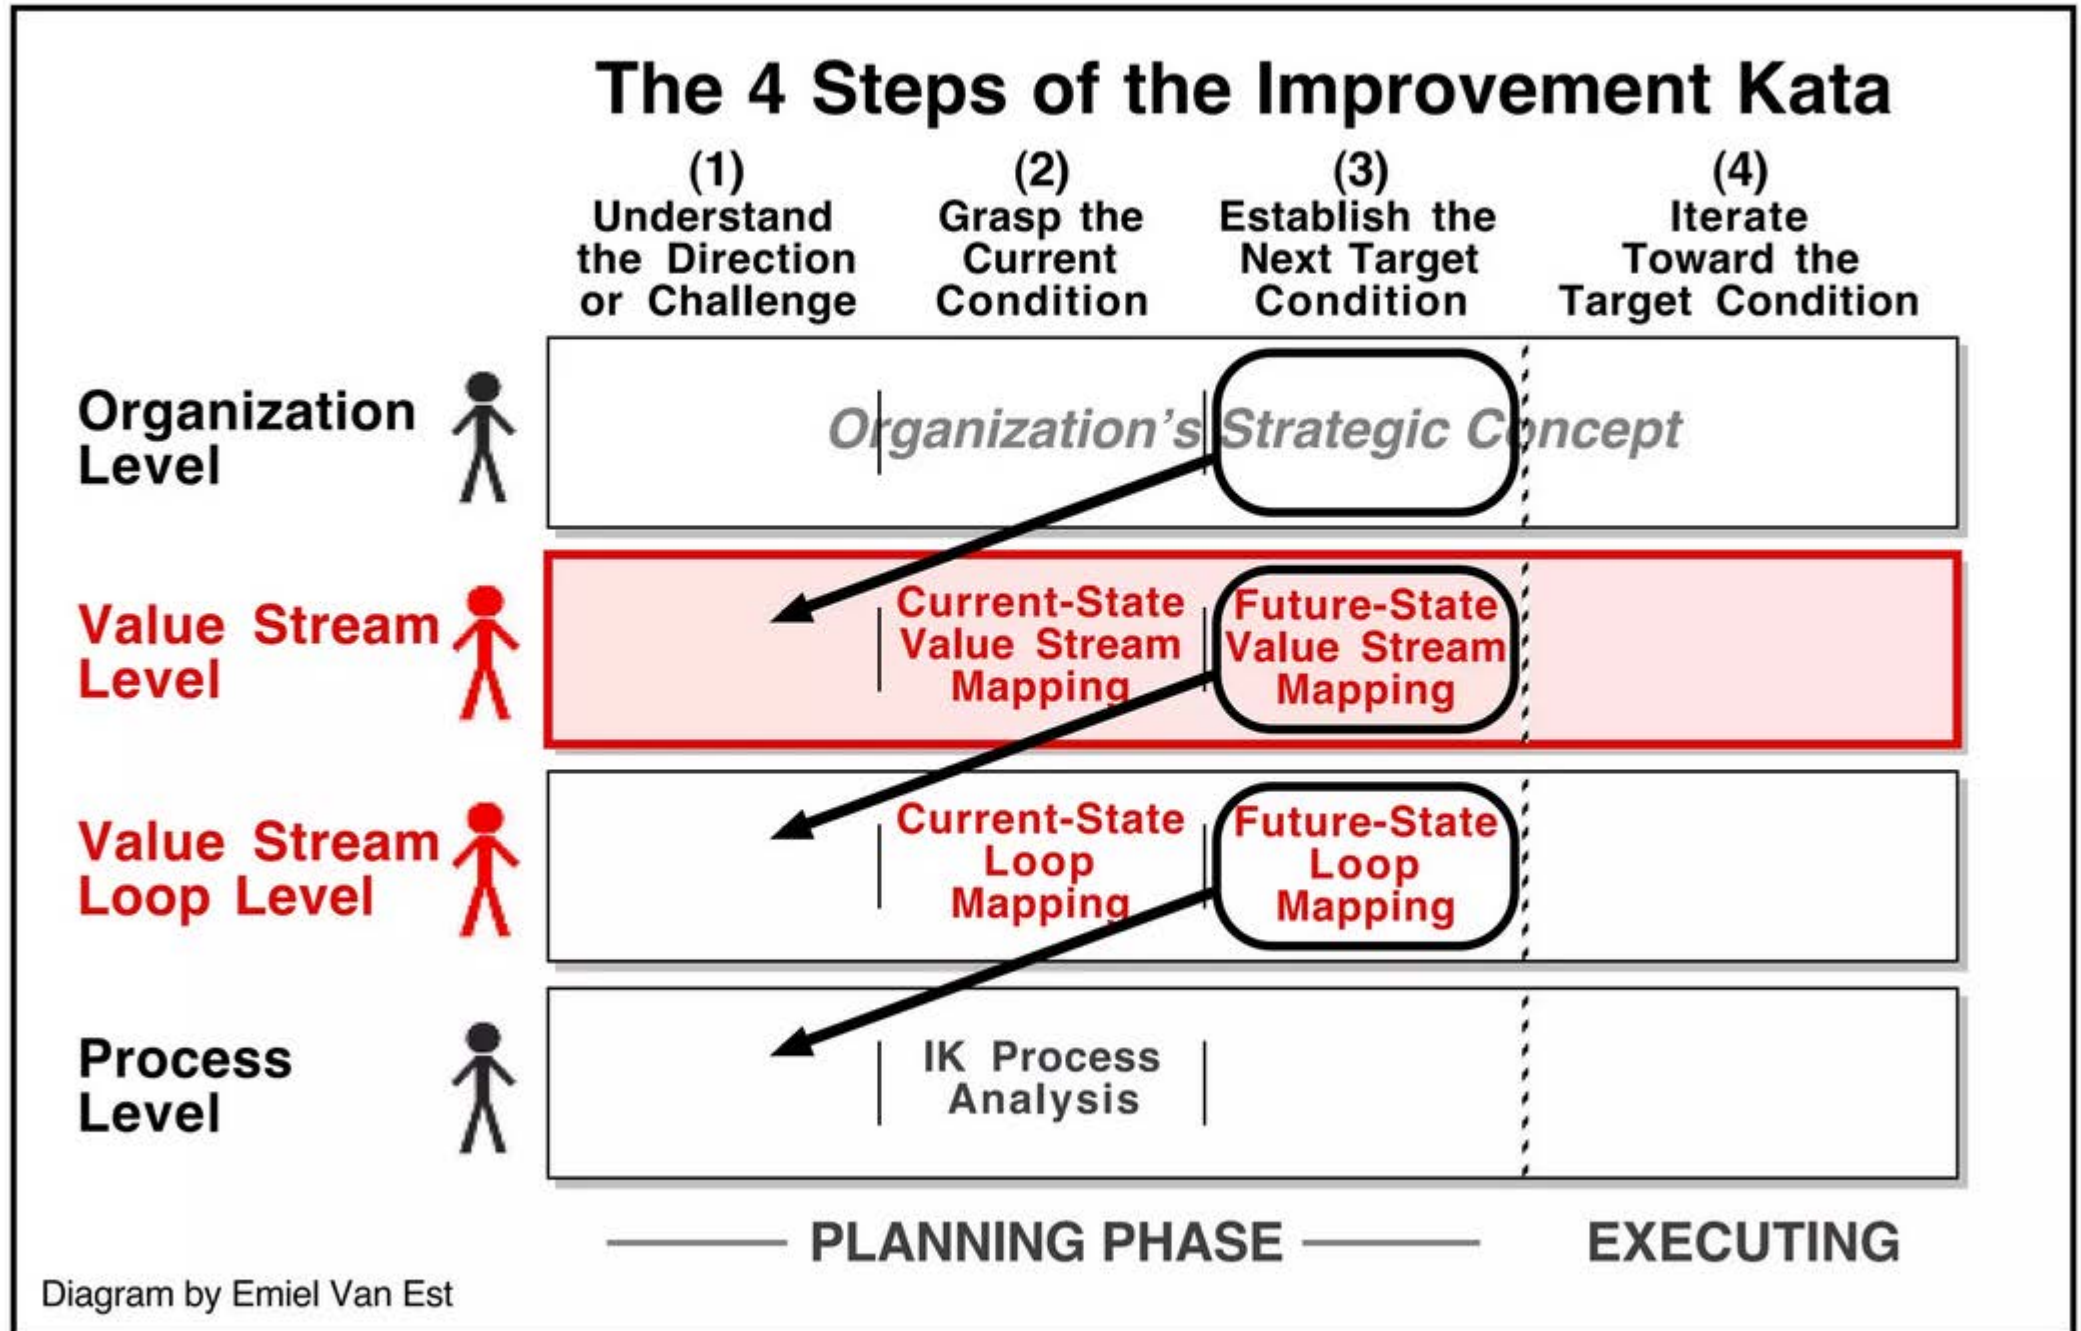 The 4 Steps of the Improvement Kata
(1)
Understand
the Direction
or Challenge
(2)
Grasp the
Current
Condition
(3)
Establish the
Next Target
Condition
(4)
Iterate
Toward the
Target Condition
Organization
Level
Organization's Strategic Concept
Value Stream
Level
Current-State
Value Stream
Mapping
Future-State
Value Stream
Mapping
Value Stream
Loop Level
Current-State
Loop
Mapping
Future-State
Loop
Mapping
Process
Level
IK Process
Analysis
PLANNING PHASE
EXECUTING
Diagram by Emiel Van Est